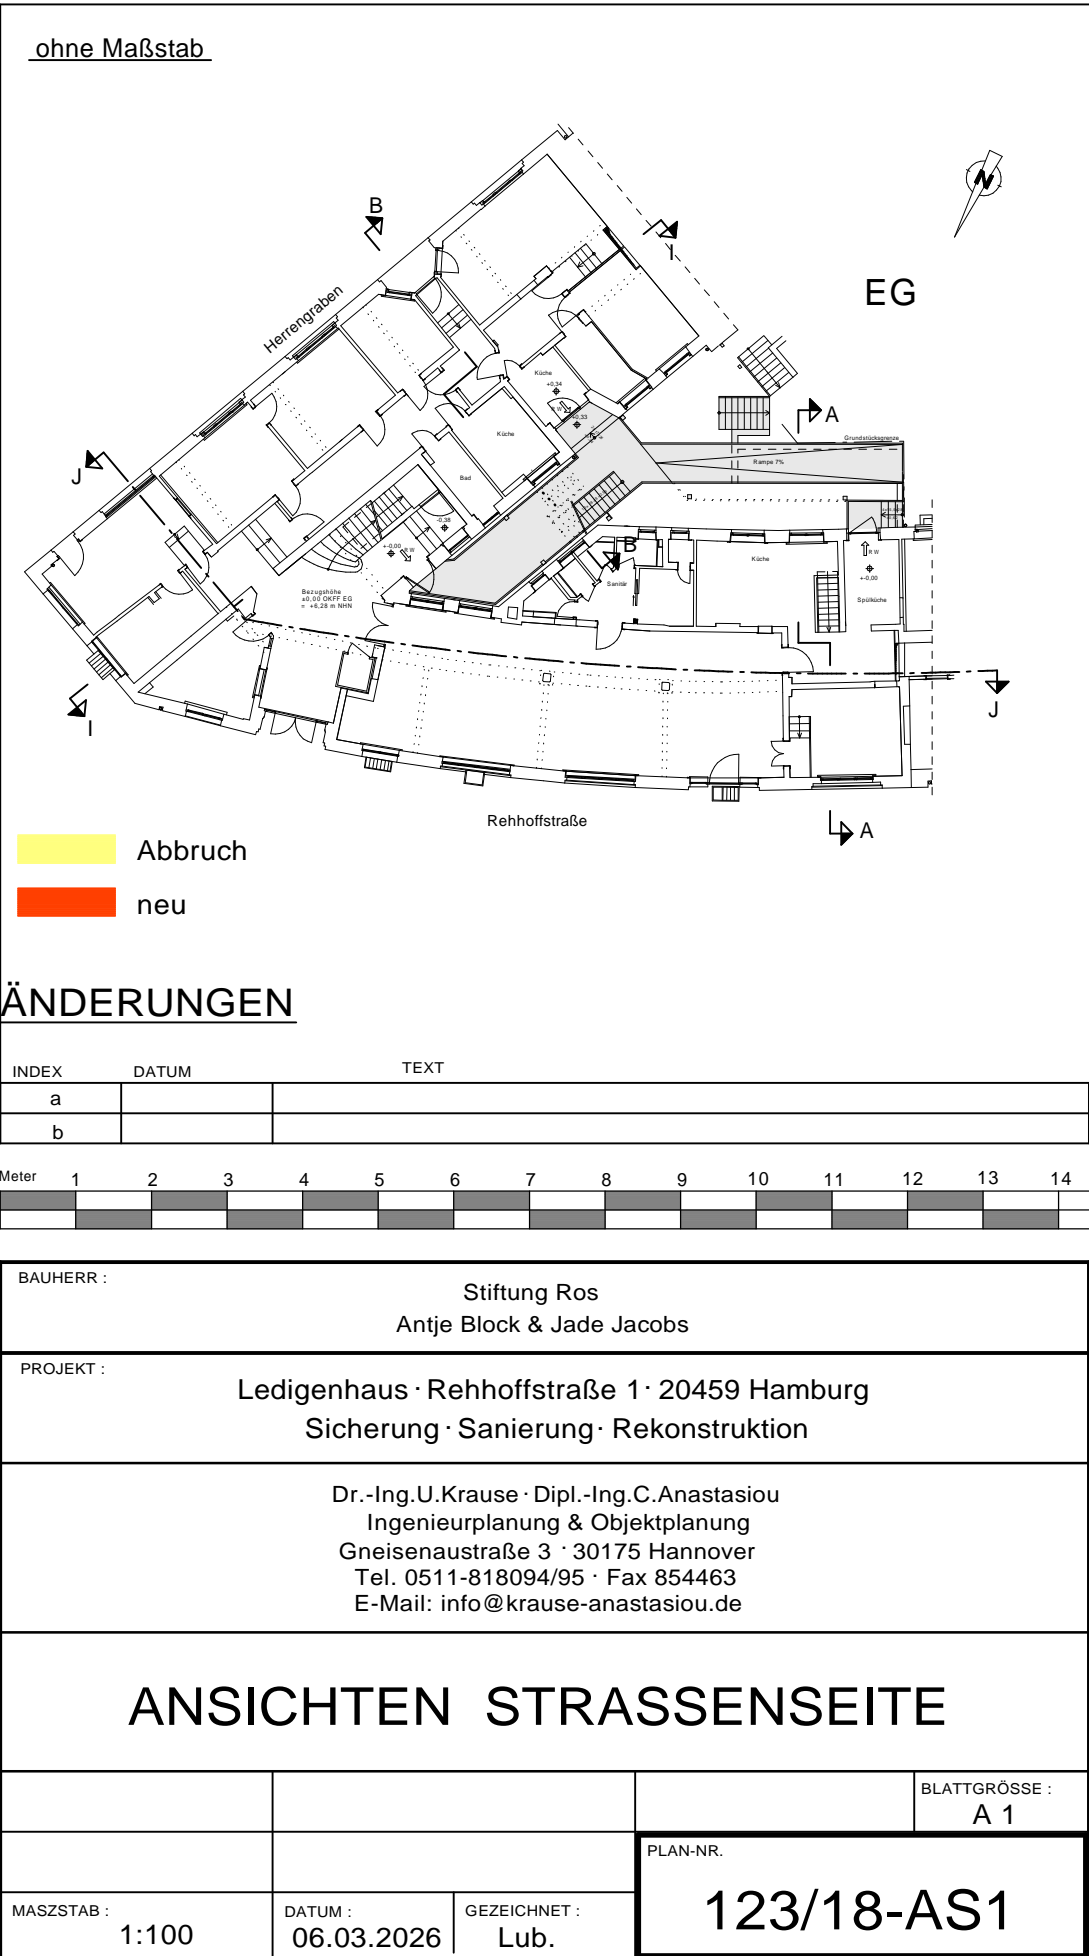 ohne Maßstab
N
B
I
EG
Herrengraben
Küche
+0,34
R W
+0,33
A
Grundstücksgrenze
Rampe 7%
Küche
J
Bad
-0,38
+-0,00
R W
B
Küche
R W
+-0,00
Sanitär
Spülküche
Bezugshöhe
±0,00 OKFF EG
= +6,28 m NHN
I
J
Rehhoffstraße
A
Abbruch
neu
ÄNDERUNGEN
INDEX DATUM TEXT
a
b
Meter 1 2 3 4 5 6 7 8 9 10 11 12 13 14
BAUHERR :
Stiftung Ros
Antje Block & Jade Jacobs
PROJEKT :
Ledigenhaus · Rehhoffstraße 1 · 20459 Hamburg
Sicherung · Sanierung · Rekonstruktion
Dr.-Ing.U.Krause · Dipl.-Ing.C.Anastasiou
Ingenieurplanung & Objektplanung
Gneisenaustraße 3 · 30175 Hannover
Tel. 0511-818094/95 · Fax 854463
E-Mail: info@krause-anastasiou.de
ANSICHTEN STRASSENSEITE
BLATTGRÖSSE :
A 1
PLAN-NR.
123/18-AS1
MASZSTAB :
1:100
DATUM :
06.03.2026
GEZEICHNET :
Lub.